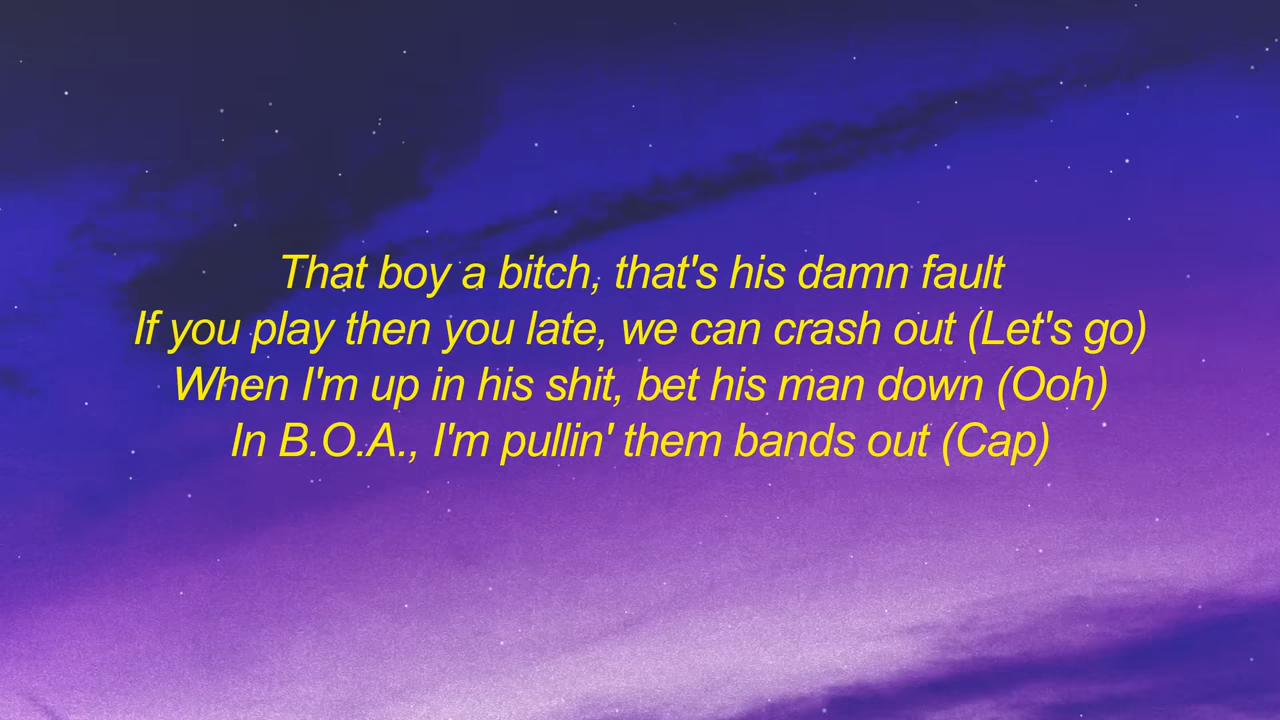 That boy a bitch, that's his damn fault
If you play then you late, we can crash out (Let's go)
When I'm up in his shit, bet his man down (Ooh)
In B.O.A., I'm pullin' them bands out (Cap)